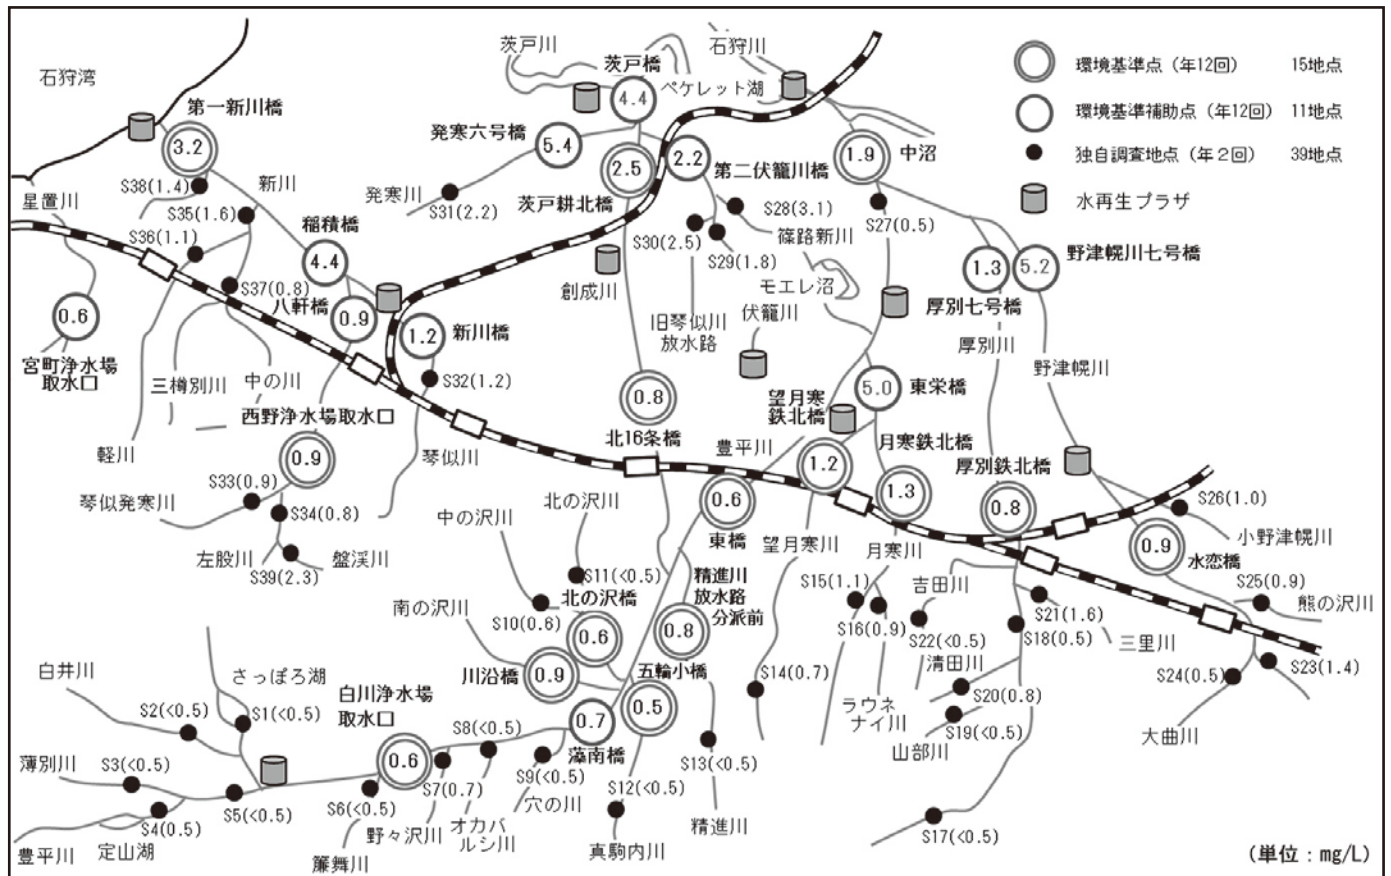 石狩湾
茨戸川
石狩川
茨戸橋
4.4
ペケレット湖
環境基準点（年12回） 15地点
環境基準補助点（年12回） 11地点
独自調査地点（年２回） 39地点
水再生プラザ
第一新川橋
3.2
発寒六号橋
5.4
2.5
2.2
第二伏籠川橋
1.9
中沼
S38(1.4)
新川
星置川
S35(1.6)
S36(1.1)
稲積橋
4.4
発寒川
S31(2.2)
茨戸耕北橋
S28(3.1)
篠路新川
S30(2.5)
S29(1.8)
S27(0.5)
1.3
5.2
野津幌川七号橋
S37(0.8)
八軒橋
0.9
1.2
新川橋
創成川
モエレ沼
伏籠川
旧琴似川
放水路
厚別七号橋
厚別川
0.6
宮町浄水場
取水口
三樽別川
中の川
S32(1.2)
野津幌川
西野浄水場取水口
0.9
軽川
琴似川
0.8
北16条橋
豊平川
望月寒
鉄北橋
5.0
東栄橋
月寒鉄北橋
厚別鉄北橋
1.2
1.3
0.8
S33(0.9)
琴似発寒川
S34(0.8)
左股川
盤渓川
S39(2.3)
北の沢川
中の沢川
0.6
東橋
望月寒川
月寒川
S26(1.0)
小野津幌川
0.9
水恋橋
S11(<0.5)
精進川
放水路
分派前
0.8
S15(1.1)
吉田川
S25(0.9)
熊の沢川
南の沢川
北の沢橋
S10(0.6)
0.6
S16(0.9)
S22(<0.5)
S21(1.6)
S18(0.5)
三里川
川沿橋
0.9
五輪小橋
0.5
S14(0.7)
清田川
S20(0.8)
S24(0.5)
S23(1.4)
白井川
さっぽろ湖
白川浄水場
取水口
S2(<0.5)
S1(<0.5)
S8(<0.5)
0.7
藻南橋
ラウネ
ナイ川
S19(<0.5)
山部川
大曲川
薄別川
S3(<0.5)
0.6
S9(<0.5)
S13(<0.5)
S4(0.5)
S5(<0.5)
S6(<0.5)
S7(0.7)
穴の川
S12(<0.5)
豊平川
定山湖
簾舞川
野々沢川
オカバ
ルシ川
真駒内川
精進川
S17(<0.5)
（単位：mg/L）